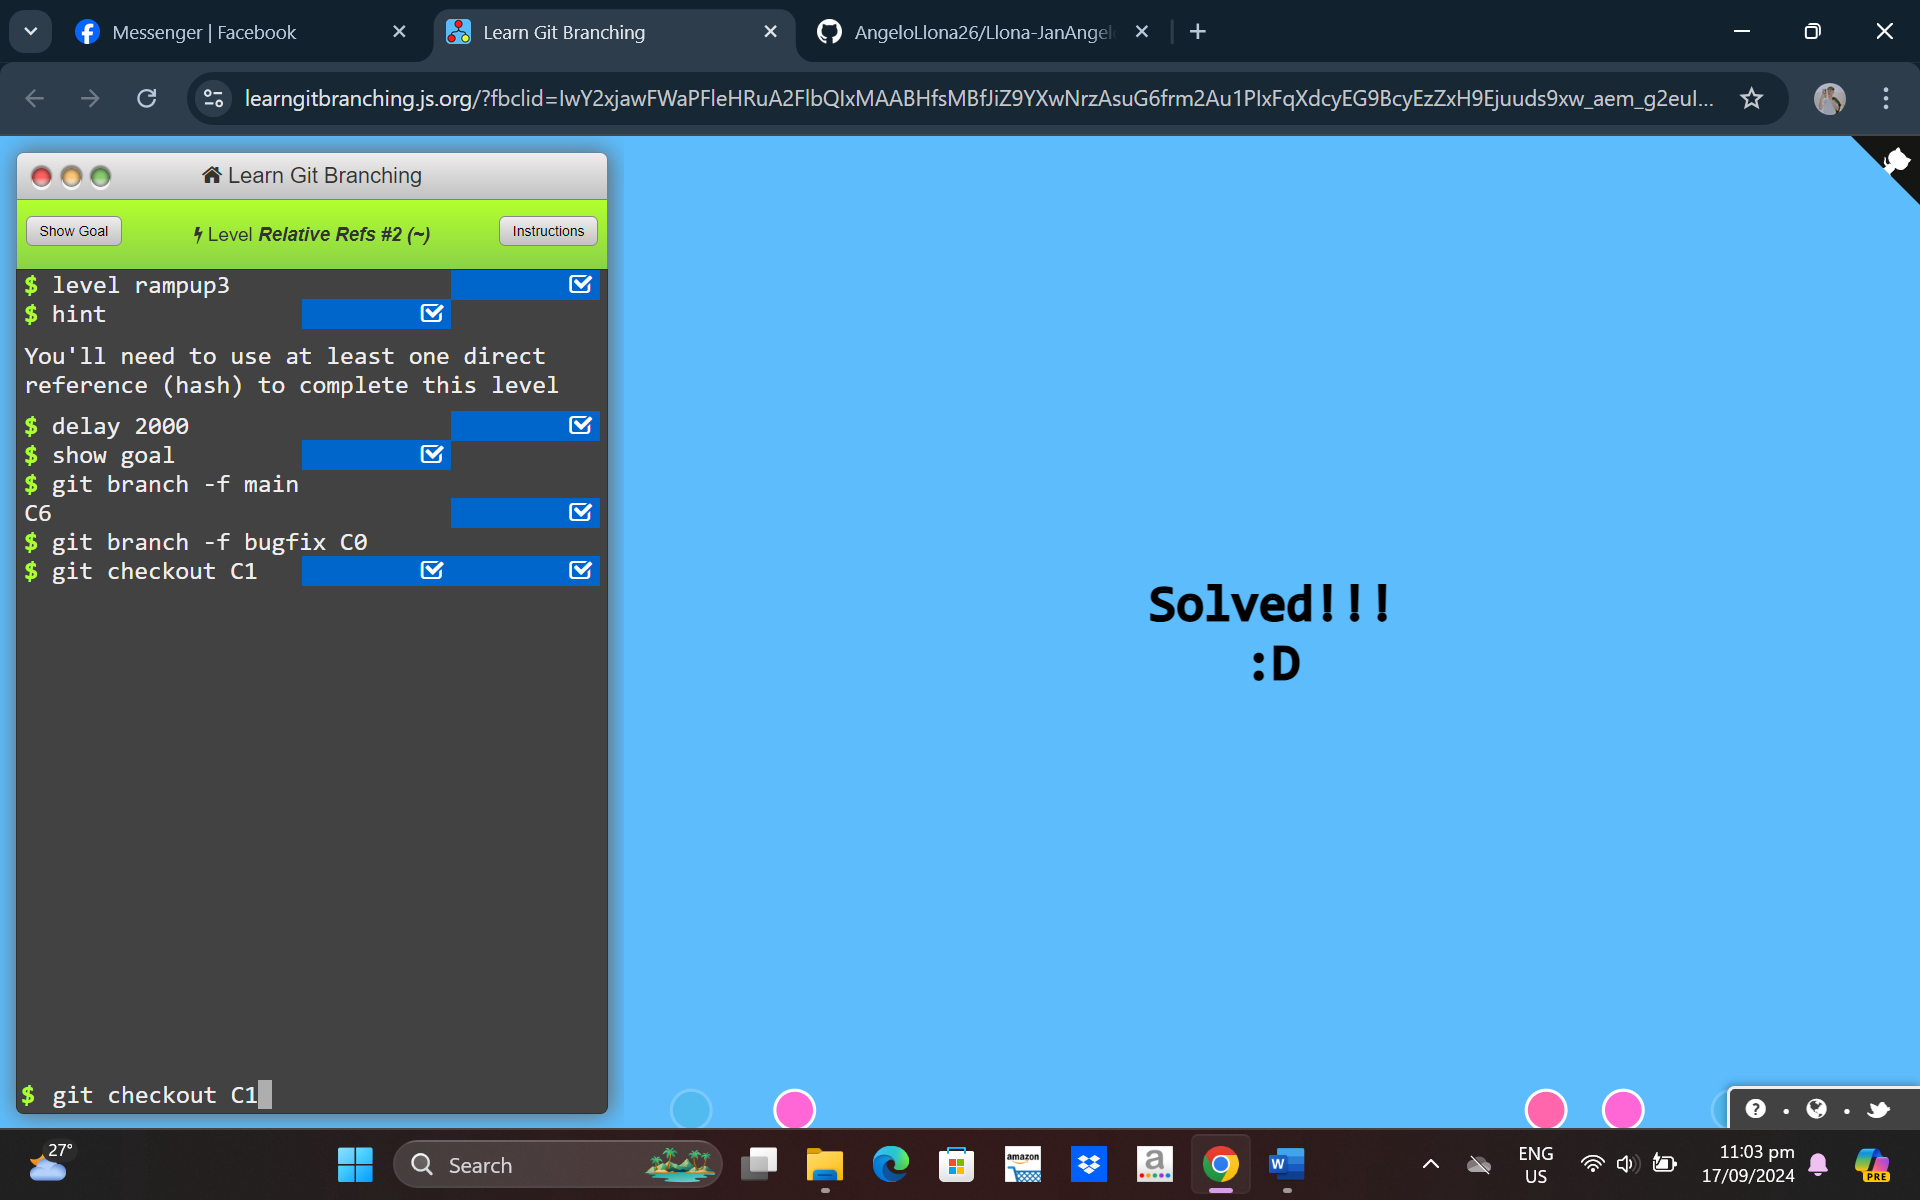 Messenger | Facebook
Learn Git Branching
AngeloLlona26/Llona-JanAngel
learngitbranching.js.org/?fbclid=IwY2xjawFWaPFleHRuA2FlbQIxMAABHfsMBfJiZ9YXwNrzAsuG6frm2Au1PIxFqXdcyEG9BcyEzZxH9Ejuuds9xw_aem_g2euI...
Learn Git Branching
Show Goal
Level Relative Refs #2 (~)
Instructions
$ level rampup3
$ hint
You'll need to use at least one direct
reference (hash) to complete this level
$ delay 2000
$ show goal
$ git branch -f main
C6
$ git branch -f bugfix C0
$ git checkout C1
Solved!!!
:D
$ git checkout C1
27°
Search
amazon
a
W
ENG
US
11:03 pm
17/09/2024
PRE